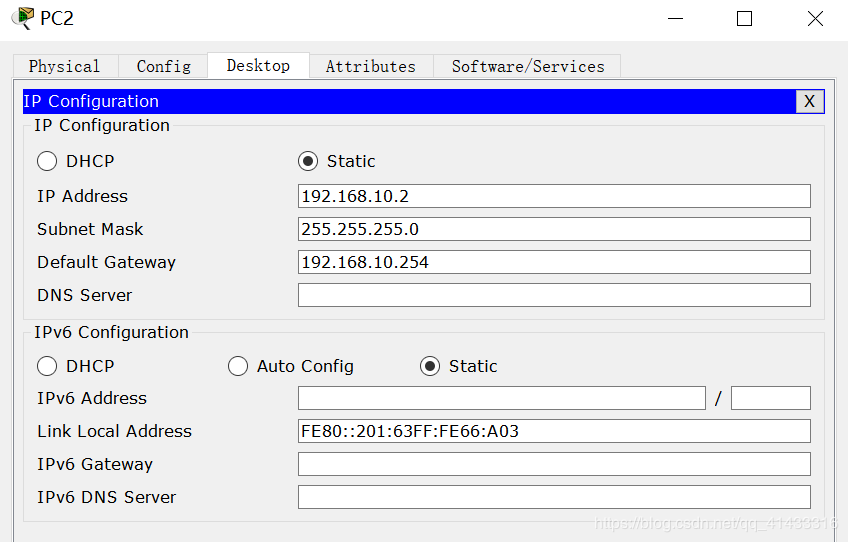 PC2
Physical Config Desktop Attributes Software/Services
IP Configuration X
IP Configuration
DHCP Static
IP Address 192.168.10.2
Subnet Mask 255.255.255.0
Default Gateway 192.168.10.254
DNS Server
IPv6 Configuration
DHCP Auto Config Static
IPv6 Address /
Link Local Address FE80::201:63FF:FE66:A03
IPv6 Gateway
IPv6 DNS Server
https://blog.csdn.net/qq_41433316